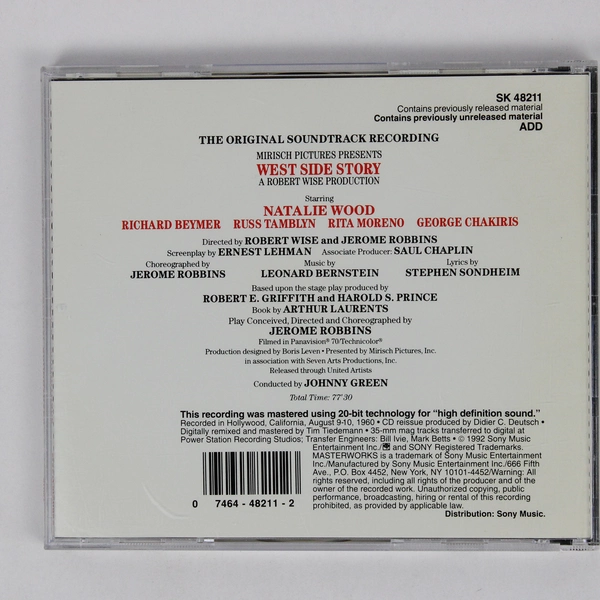 SK 48211
Contains previously released material
Contains previously unreleased material
ADD
THE ORIGINAL SOUNDTRACK RECORDING
MIRISCH PICTURES PRESENTS
WEST SIDE STORY
A ROBERT WISE PRODUCTION
Starring
NATALIE WOOD
RICHARD BEYMER RUSS TAMBLYN RITA MORENO GEORGE CHAKIRIS
Directed by ROBERT WISE and JEROME ROBBINS
Screenplay by ERNEST LEHMAN Associate Producer: SAUL CHAPLIN
Choreographed by Music by Lyrics by
JEROME ROBBINS LEONARD BERNSTEIN STEPHEN SONDHEIM
Based upon the stage play produced by
ROBERT E. GRIFFITH and HAROLD S. PRINCE
Book by ARTHUR LAURENTS
Play Conceived, Directed and Choreographed by
JEROME ROBBINS
Filmed in Panavision® 70/Technicolor®
Production designed by Boris Leven • Presented by Mirisch Pictures, Inc.
in association with Seven Arts Productions, Inc.
Released through United Artists
Conducted by JOHNNY GREEN
Total Time: 77'30
This recording was mastered using 20-bit technology for "high definition sound."
Recorded in Hollywood, California, August 9-10, 1960 • CD reissue produced by Didier C. Deutsch •
Digitally remixed and mastered by Tim Tiedemann • 35-mm mag tracks transferred to digital at
Power Station Recording Studios; Transfer Engineers: Bill Ivie, Mark Betts • © 1992 Sony Music
Entertainment Inc./ and SONY Registered Trademarks.
MASTERWORKS is a trademark of Sony Music Entertainment
Inc./Manufactured by Sony Music Entertainment Inc./666 Fifth
Ave., P.O. Box 4452, New York, NY 10101-4452/Warning: All
rights reserved, including all rights of the producer and of the
owner of the recorded work. Unauthorized copying, public
performance, broadcasting, hiring or rental of this recording
prohibited, as provided by applicable law.
Distribution: Sony Music.
0 7464-48211-2